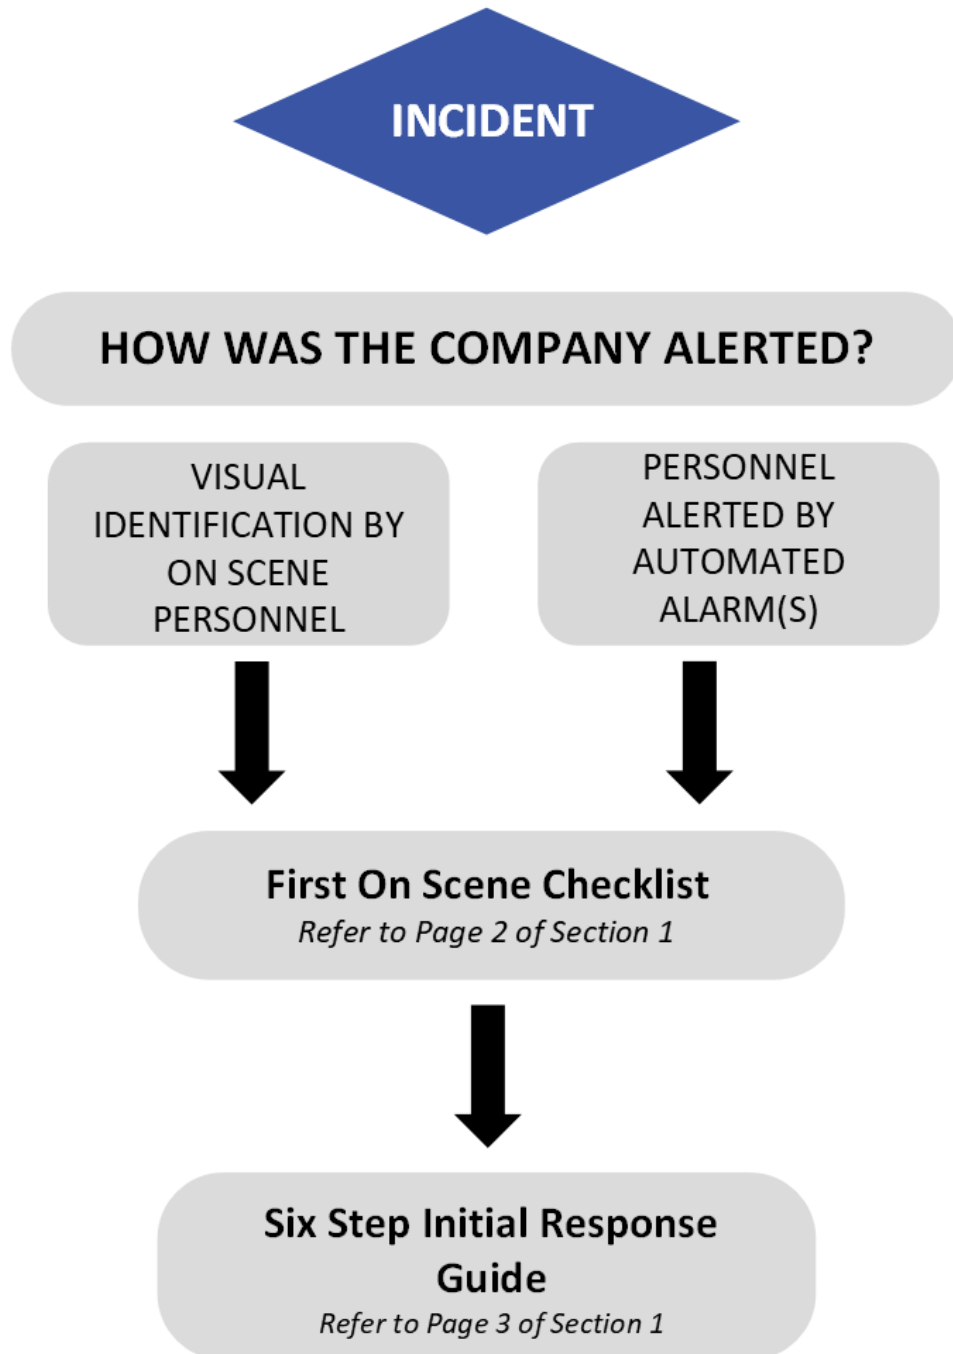 INCIDENT
HOW WAS THE COMPANY ALERTED?
VISUAL
IDENTIFICATION BY
ON SCENE
PERSONNEL
PERSONNEL
ALERTED BY
AUTOMATED
ALARM(S)
First On Scene Checklist
Refer to Page 2 of Section 1
Six Step Initial Response
Guide
Refer to Page 3 of Section 1